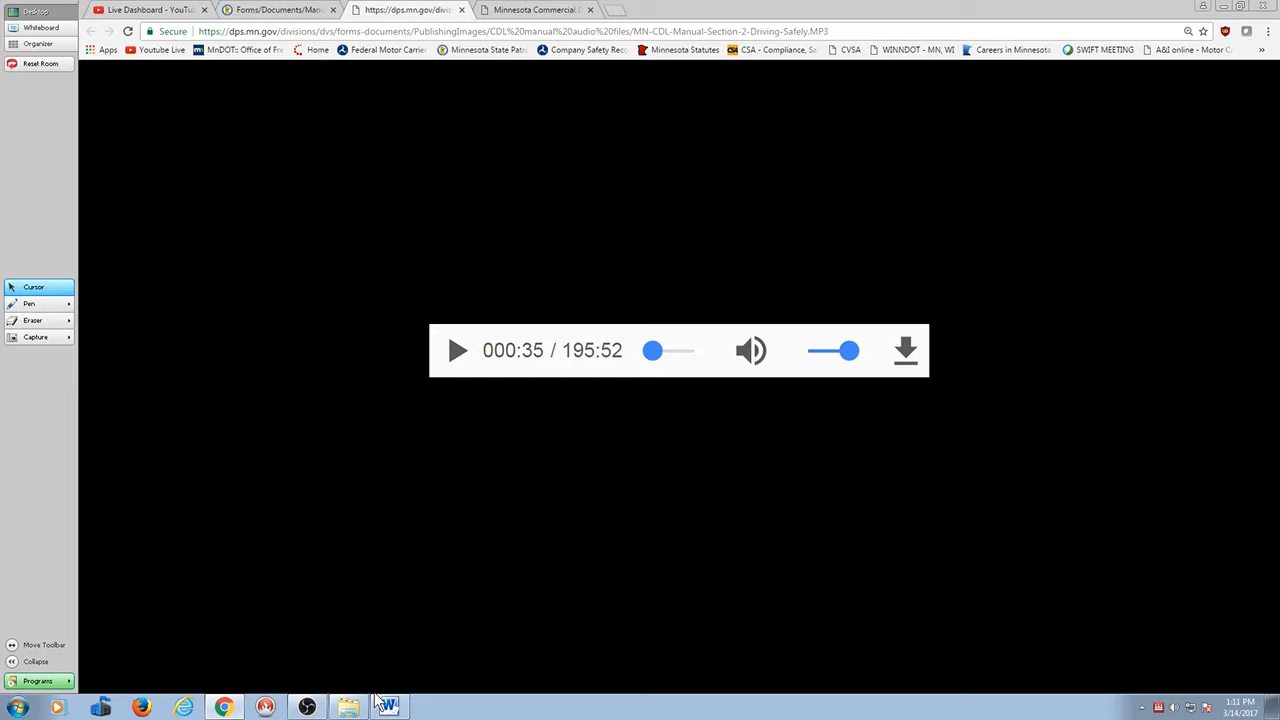 Desktop
Whiteboard
Organizer
Reset Room
Cursor
Pen
Eraser
Capture
Move Toolbar
Collapse
Programs
Live Dashboard - YouTu
Forms/Documents/Man
https://dps.mn.gov/divis
Minnesota Commercial D
Secure
https://dps.mn.gov/divisions/dvs/forms-documents/PublishingImages/CDL%20manual%20audio%20files/MN-CDL-Manual-Section-2-Driving-Safely.MP3
Apps
Youtube Live
MnDOT:: Office of Fre
Home
Federal Motor Carrier
Minnesota State Patro
Company Safety Reco
Minnesota Statutes
CSA - Compliance, Sa
CVSA
WINDOT - MN, WI
Careers in Minnesota
SWIFT MEETING
A&I online - Motor C
»
000:35 / 195:52
1:11 PM
3/14/2017